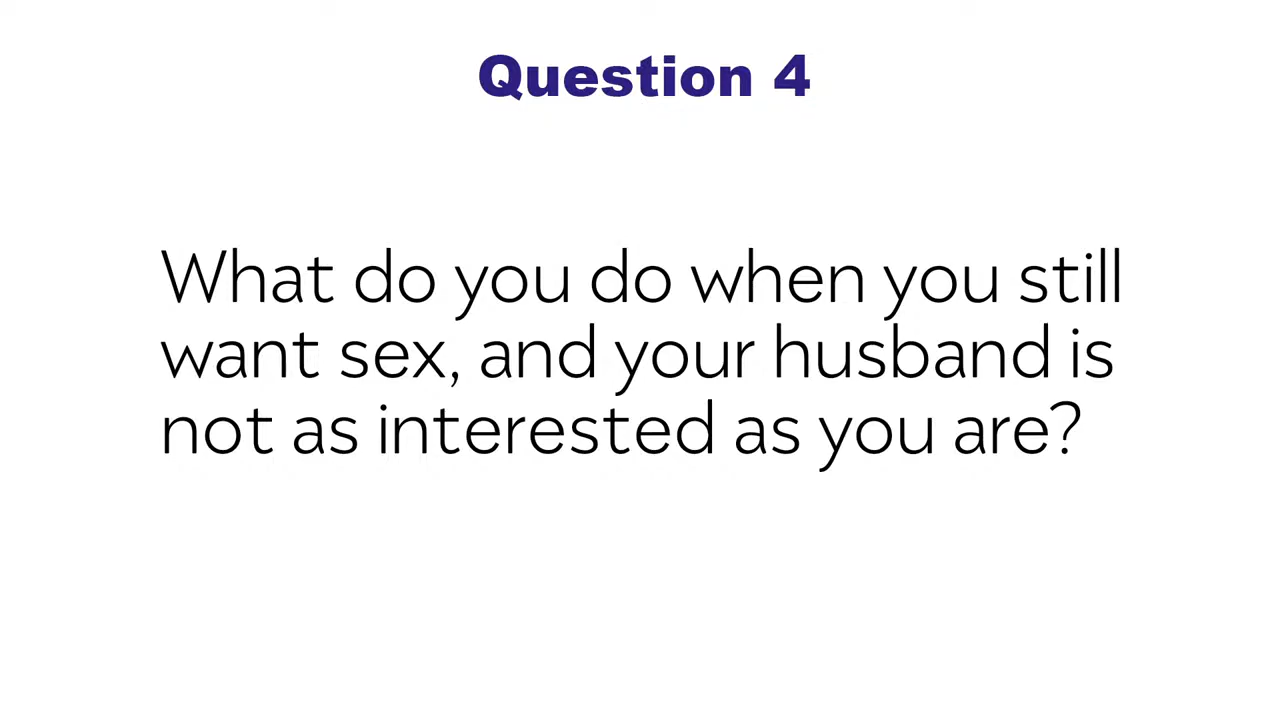 Question 4
What do you do when you still
want sex, and your husband is
not as interested as you are?